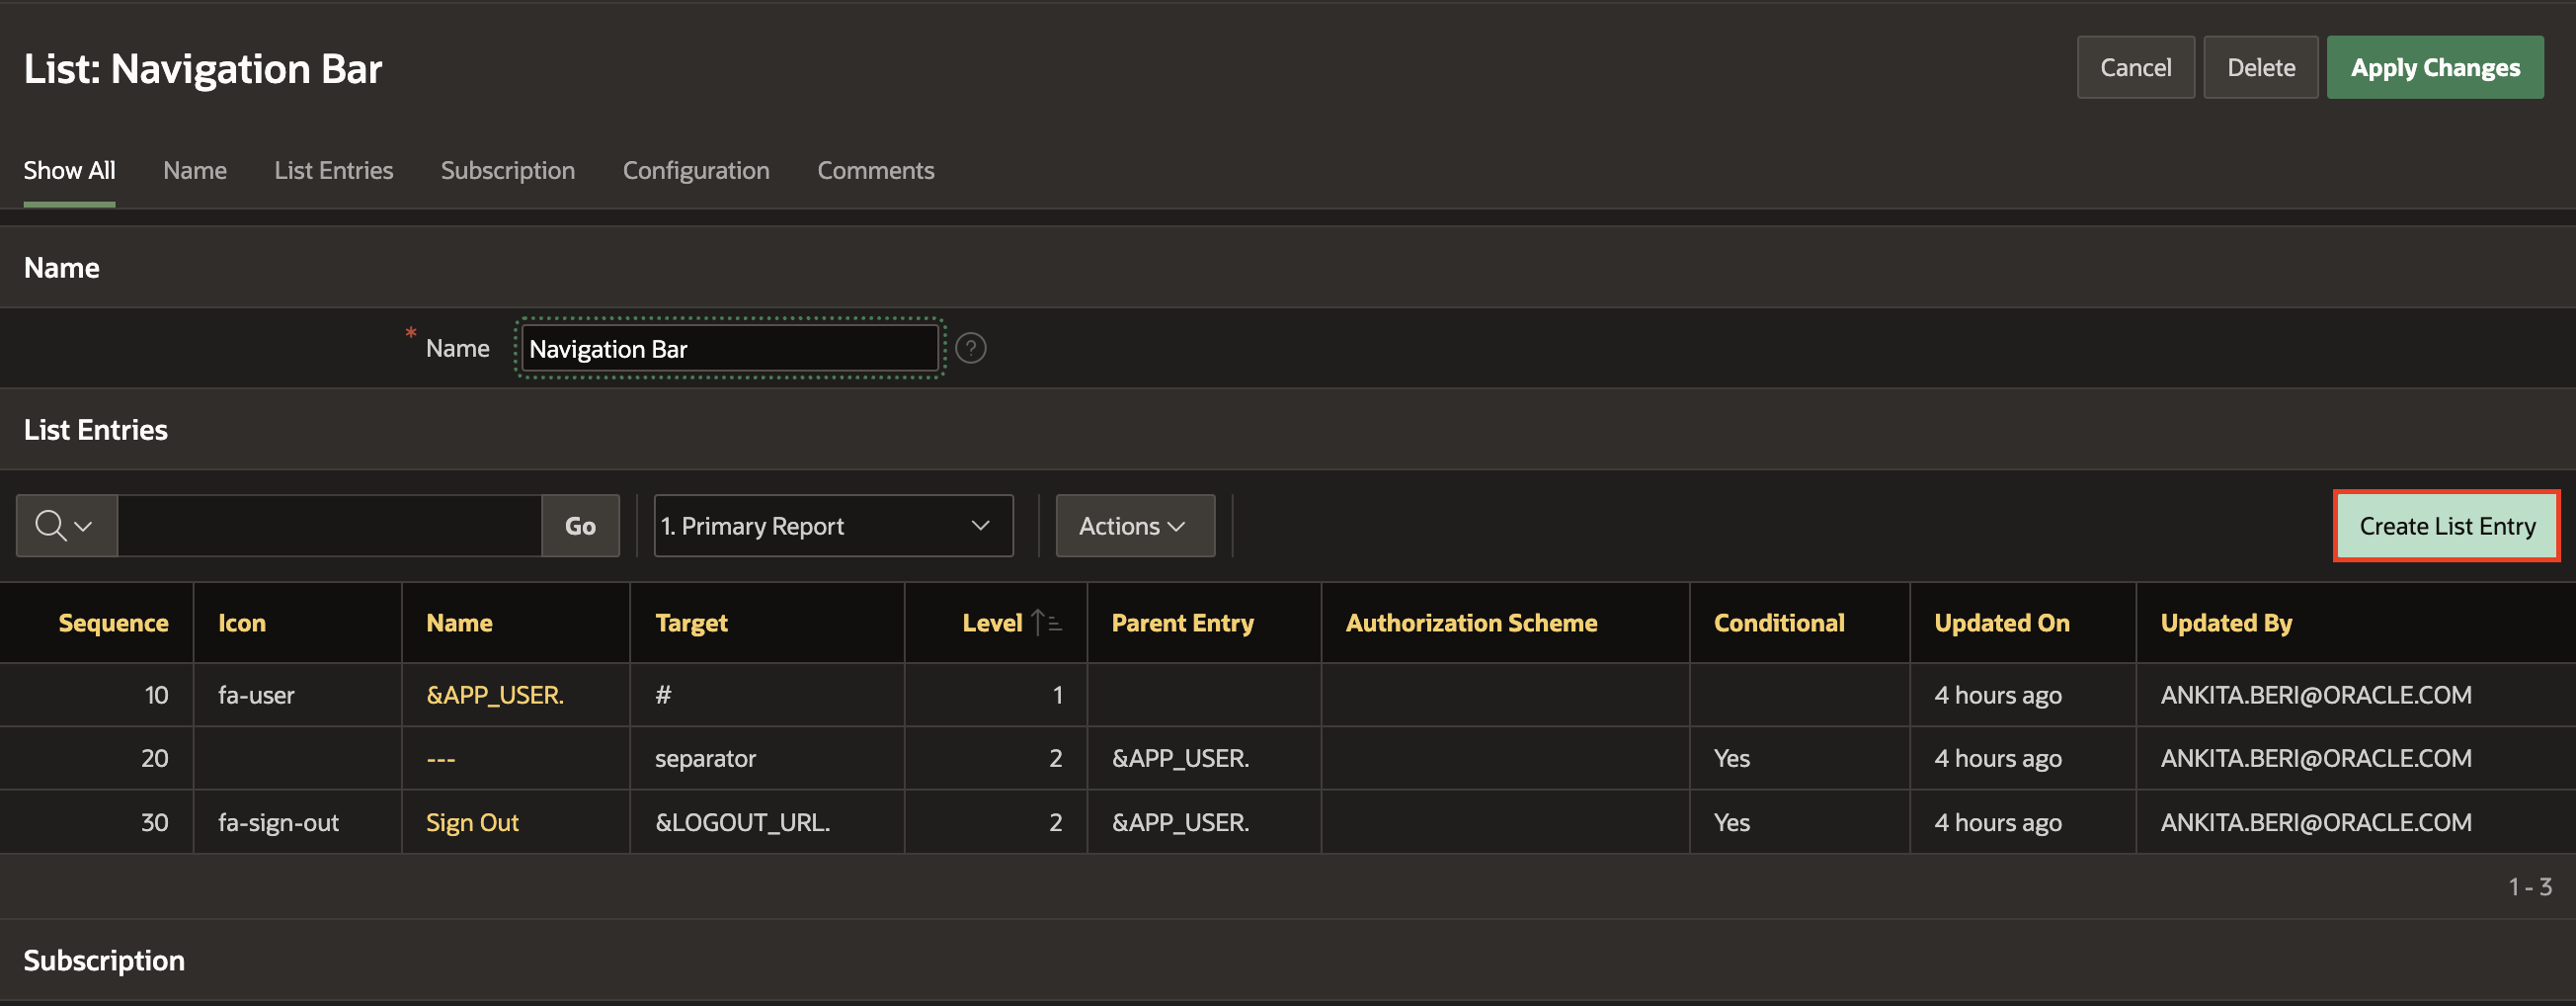 List: Navigation Bar
Cancel Delete Apply Changes
Show All Name List Entries Subscription Configuration Comments
Name
* Name Navigation Bar ?
List Entries
Go 1. Primary Report Actions Create List Entry
Sequence Icon Name Target Level Parent Entry Authorization Scheme Conditional Updated On Updated By
10 fa-user &APP_USER. # 1 4 hours ago ANKITA.BERI@ORACLE.COM
20 --- separator 2 &APP_USER. Yes 4 hours ago ANKITA.BERI@ORACLE.COM
30 fa-sign-out Sign Out &LOGOUT_URL. 2 &APP_USER. Yes 4 hours ago ANKITA.BERI@ORACLE.COM
1 - 3
Subscription